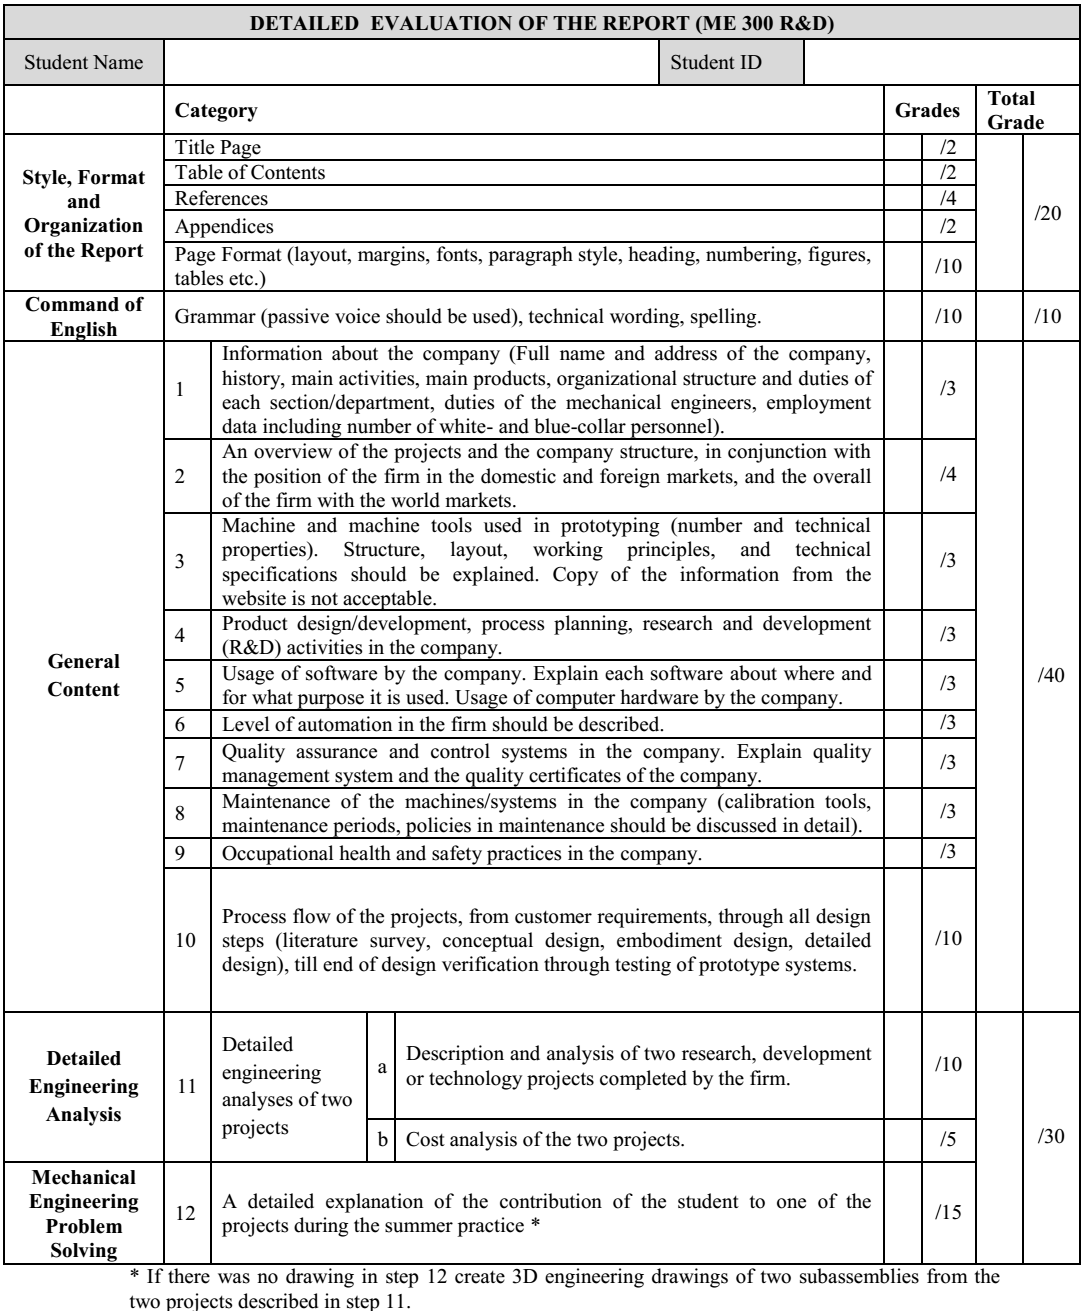 DETAILED EVALUATION OF THE REPORT (ME 300 R&D)
Student Name
Student ID
Category
Grades
Total
Grade
Style, Format
and
Organization
of the Report
Title Page
/2
Table of Contents
/2
References
/4
Appendices
/2
Page Format (layout, margins, fonts, paragraph style, heading, numbering, figures,
tables etc.)
/10
/20
Command of
English
Grammar (passive voice should be used), technical wording, spelling.
/10
/10
General
Content
1
Information about the company (Full name and address of the company,
history, main activities, main products, organizational structure and duties of
each section/department, duties of the mechanical engineers, employment
data including number of white- and blue-collar personnel).
/3
2
An overview of the projects and the company structure, in conjunction with
the position of the firm in the domestic and foreign markets, and the overall
of the firm with the world markets.
/4
3
Machine and machine tools used in prototyping (number and technical
properties). Structure, layout, working principles, and technical
specifications should be explained. Copy of the information from the
website is not acceptable.
/3
4
Product design/development, process planning, research and development
(R&D) activities in the company.
/3
5
Usage of software by the company. Explain each software about where and
for what purpose it is used. Usage of computer hardware by the company.
/3
6
Level of automation in the firm should be described.
/3
7
Quality assurance and control systems in the company. Explain quality
management system and the quality certificates of the company.
/3
8
Maintenance of the machines/systems in the company (calibration tools,
maintenance periods, policies in maintenance should be discussed in detail).
/3
9
Occupational health and safety practices in the company.
/3
10
Process flow of the projects, from customer requirements, through all design
steps (literature survey, conceptual design, embodiment design, detailed
design), till end of design verification through testing of prototype systems.
/10
/40
Detailed
Engineering
Analysis
11
Detailed
engineering
analyses of two
projects
a
Description and analysis of two research, development
or technology projects completed by the firm.
/10
b
Cost analysis of the two projects.
/5
/30
Mechanical
Engineering
Problem
Solving
12
A detailed explanation of the contribution of the student to one of the
projects during the summer practice *
/15
* If there was no drawing in step 12 create 3D engineering drawings of two subassemblies from the
two projects described in step 11.